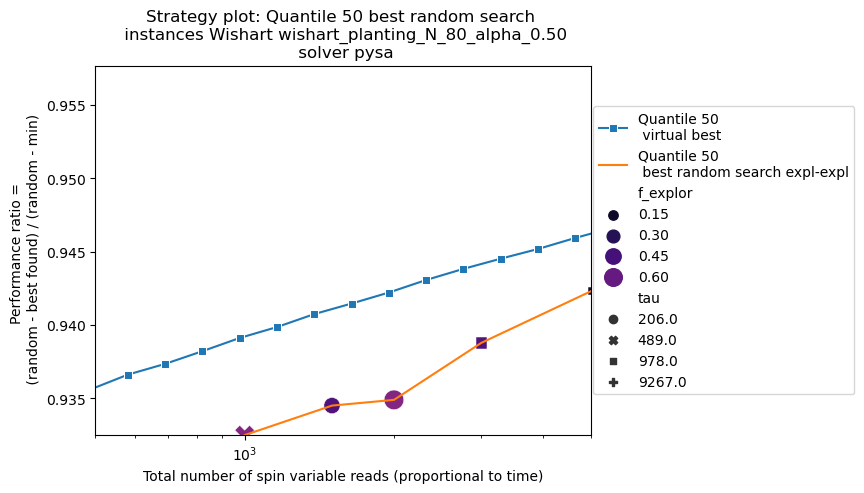 Strategy plot: Quantile 50 best random search
instances Wishart wishart_planting_N_80_alpha_0.50
solver pysa
Performance ratio =
(random - best found) / (random - min)
0.955
0.950
0.945
0.940
0.935
10³
Total number of spin variable reads (proportional to time)
Quantile 50
virtual best
Quantile 50
best random search expl-expl
f_explor
0.15
0.30
0.45
0.60
tau
206.0
489.0
978.0
9267.0